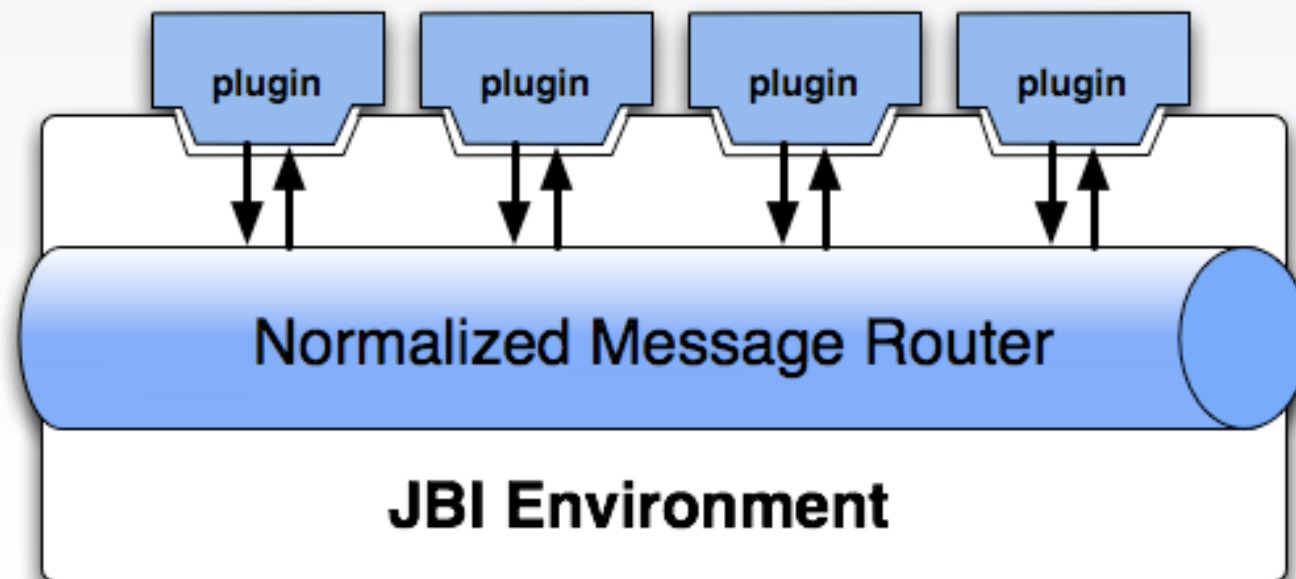 plugin plugin plugin plugin
Normalized Message Router
JBI Environment